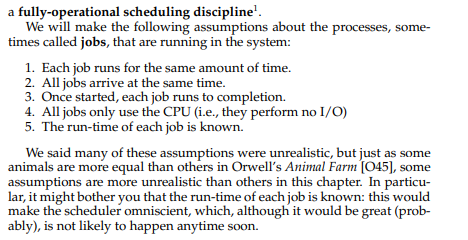 a fully-operational scheduling discipline¹.
We will make the following assumptions about the processes, some-
times called jobs, that are running in the system:
1. Each job runs for the same amount of time.
2. All jobs arrive at the same time.
3. Once started, each job runs to completion.
4. All jobs only use the CPU (i.e., they perform no I/O)
5. The run-time of each job is known.
We said many of these assumptions were unrealistic, but just as some
animals are more equal than others in Orwell's Animal Farm [O45], some
assumptions are more unrealistic than others in this chapter. In particu-
lar, it might bother you that the run-time of each job is known: this would
make the scheduler omniscient, which, although it would be great (prob-
ably), is not likely to happen anytime soon.